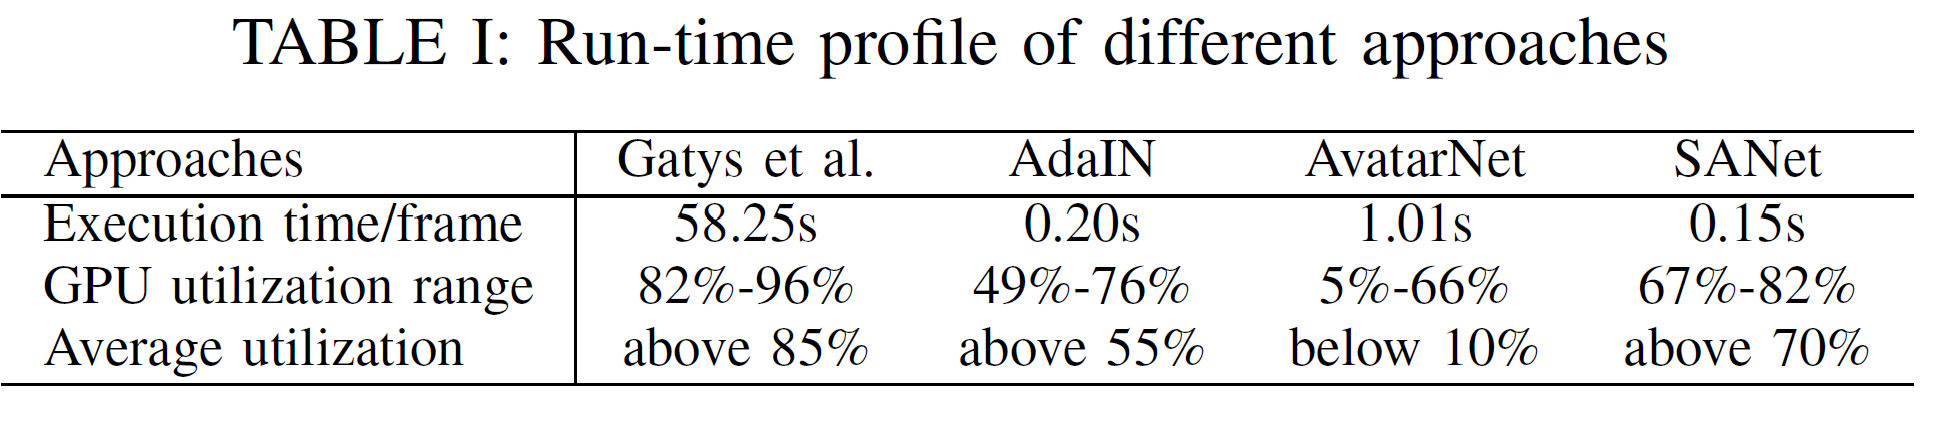 TABLE I: Run-time profile of different approaches
Approaches Gatys et al. AdaIN AvatarNet SANet
Execution time/frame 58.25s 0.20s 1.01s 0.15s
GPU utilization range 82%-96% 49%-76% 5%-66% 67%-82%
Average utilization above 85% above 55% below 10% above 70%